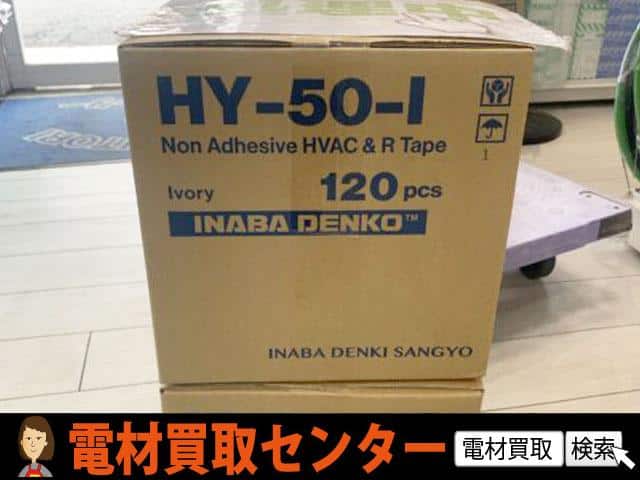 HY-50-I
Non Adhesive HVAC & R Tape
Ivory 120 pcs
INABA DENKO™
1
INABA DENKI SANGYO
電材買取センター
電材買取 検索